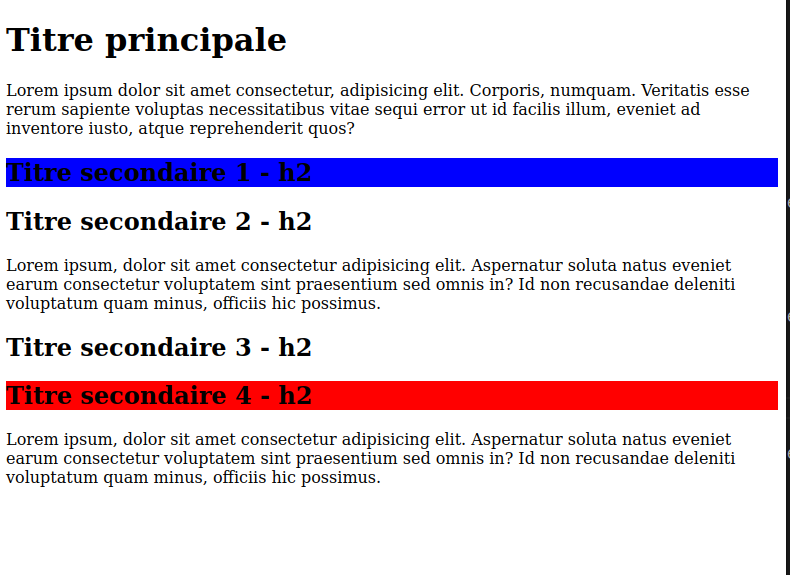 Titre principale
Lorem ipsum dolor sit amet consectetur, adipisicing elit. Corporis, numquam. Veritatis esse
rerum sapiente voluptas necessitatibus vitae sequi error ut id facilis illum, eveniet ad
inventore iusto, atque reprehenderit quos?
Titre secondaire 1 - h2
Titre secondaire 2 - h2
Lorem ipsum, dolor sit amet consectetur adipisicing elit. Aspernatur soluta natus eveniet
earum consectetur voluptatem sint praesentium sed omnis in? Id non recusandae deleniti
voluptatum quam minus, officiis hic possimus.
Titre secondaire 3 - h2
Titre secondaire 4 - h2
Lorem ipsum, dolor sit amet consectetur adipisicing elit. Aspernatur soluta natus eveniet
earum consectetur voluptatem sint praesentium sed omnis in? Id non recusandae deleniti
voluptatum quam minus, officiis hic possimus.